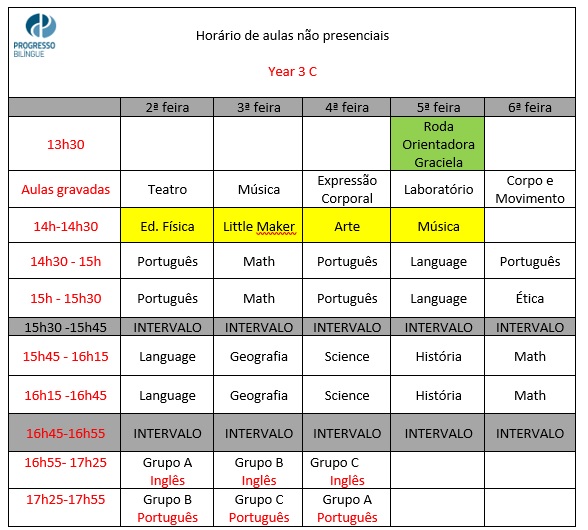 PROGRESSO
BILÍNGUE
Horário de aulas não presenciais
Year 3 C
2ª feira 3ª feira 4ª feira 5ª feira 6ª feira
13h30 Roda Orientadora Graciela
Aulas gravadas Teatro Música Expressão Corporal Laboratório Corpo e Movimento
14h-14h30 Ed. Física Little Maker Arte Música
14h30 - 15h Português Math Português Language Português
15h - 15h30 Português Math Português Language Ética
15h30 -15h45 INTERVALO INTERVALO INTERVALO INTERVALO INTERVALO
15h45 - 16h15 Language Geografia Science História Math
16h15 -16h45 Language Geografia Science História Math
16h45-16h55 INTERVALO INTERVALO INTERVALO INTERVALO INTERVALO
16h55- 17h25 Grupo A Inglês Grupo B Inglês Grupo C Inglês
17h25-17h55 Grupo B Português Grupo C Português Grupo A Português